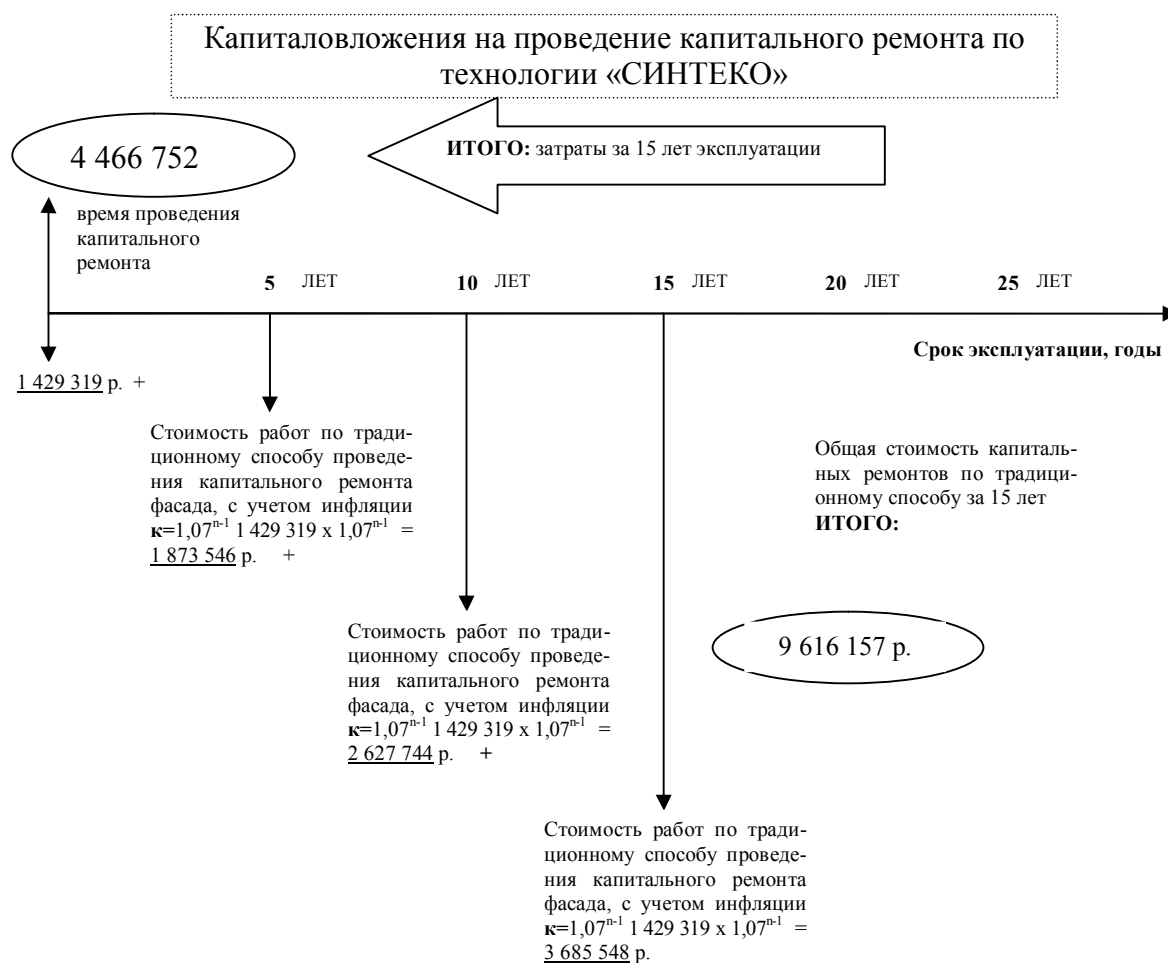 Капиталовложения на проведение капитального ремонта по
технологии «СИНТЕКО»
4 466 752
ИТОГО: затраты за 15 лет эксплуатации
время проведения
капитального
ремонта
5 ЛЕТ 10 ЛЕТ 15 ЛЕТ 20 ЛЕТ 25 ЛЕТ
Срок эксплуатации, годы
1 429 319 р. +
Стоимость работ по тради-
ционному способу проведе-
ния капитального ремонта
фасада, с учетом инфляции
к=1,07ⁿ⁻¹ 1 429 319 х 1,07ⁿ⁻¹ =
1 873 546 р. +
Общая стоимость капиталь-
ных ремонтов по традици-
онному способу за 15 лет
ИТОГО:
Стоимость работ по тради-
ционному способу проведе-
ния капитального ремонта
фасада, с учетом инфляции
к=1,07ⁿ⁻¹ 1 429 319 х 1,07ⁿ⁻¹ =
2 627 744 р. +
9 616 157 р.
Стоимость работ по тради-
ционному способу проведе-
ния капитального ремонта
фасада, с учетом инфляции
к=1,07ⁿ⁻¹ 1 429 319 х 1,07ⁿ⁻¹ =
3 685 548 р.